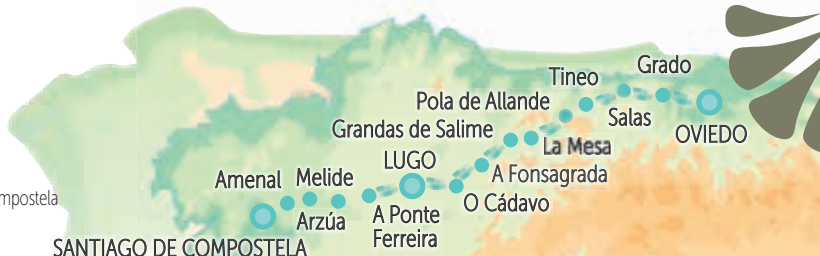 Grado
Tineo
Pola de Allande
Salas
Grandas de Salime
OVIEDO
La Mesa
LUGO
A Fonsagrada
Amenal
Melide
O Cádavo
mpostela
Arzúa
A Ponte
Ferreira
SANTIAGO DE COMPOSTELA